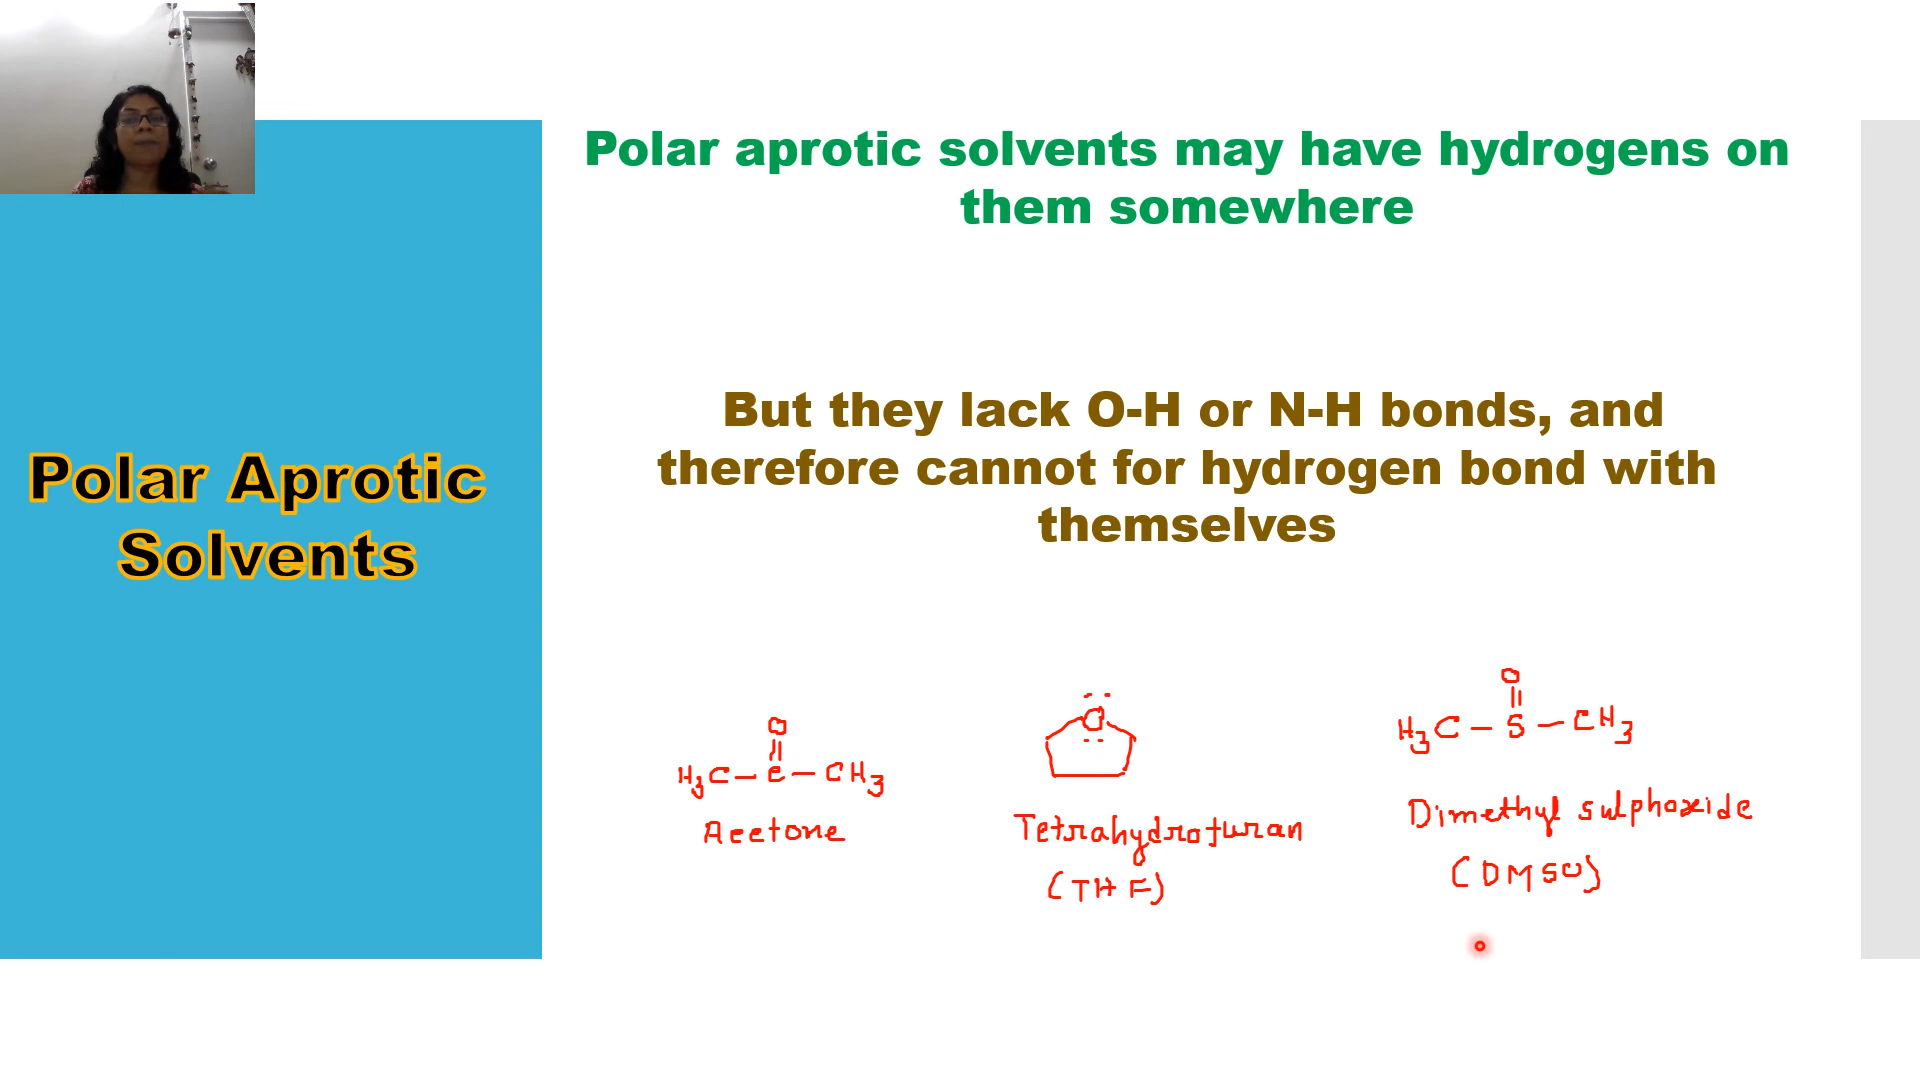 Polar aprotic solvents may have hydrogens on
them somewhere
But they lack O-H or N-H bonds, and
therefore cannot for hydrogen bond with
themselves
Polar Aprotic
Solvents
O
H3C - C - CH3
Acetone
O
Tetrahydrofuran
(THF)
O
H3C - S - CH3
Dimethyl sulphoxide
(DMSO)